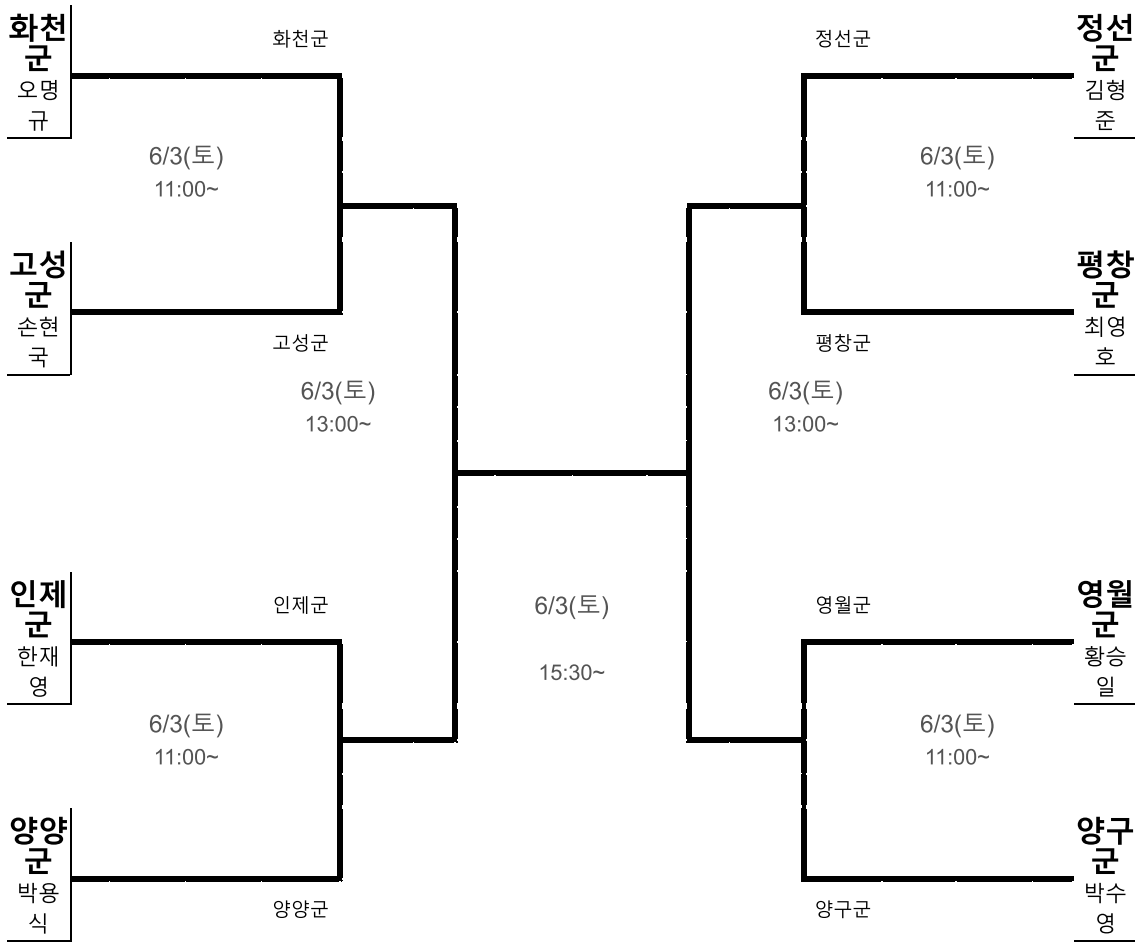 화천
군
오명
규
화천군
6/3(토)
11:00~
고성
군
손현
국
고성군
6/3(토)
13:00~
인제
군
한재
영
인제군
6/3(토)
11:00~
양양
군
박용
식
양양군
6/3(토)
15:30~
정선군
정선
군
김형
준
6/3(토)
11:00~
평창
군
최영
호
평창군
6/3(토)
13:00~
영월군
영월
군
황승
일
6/3(토)
11:00~
양구
군
박수
영
양구군